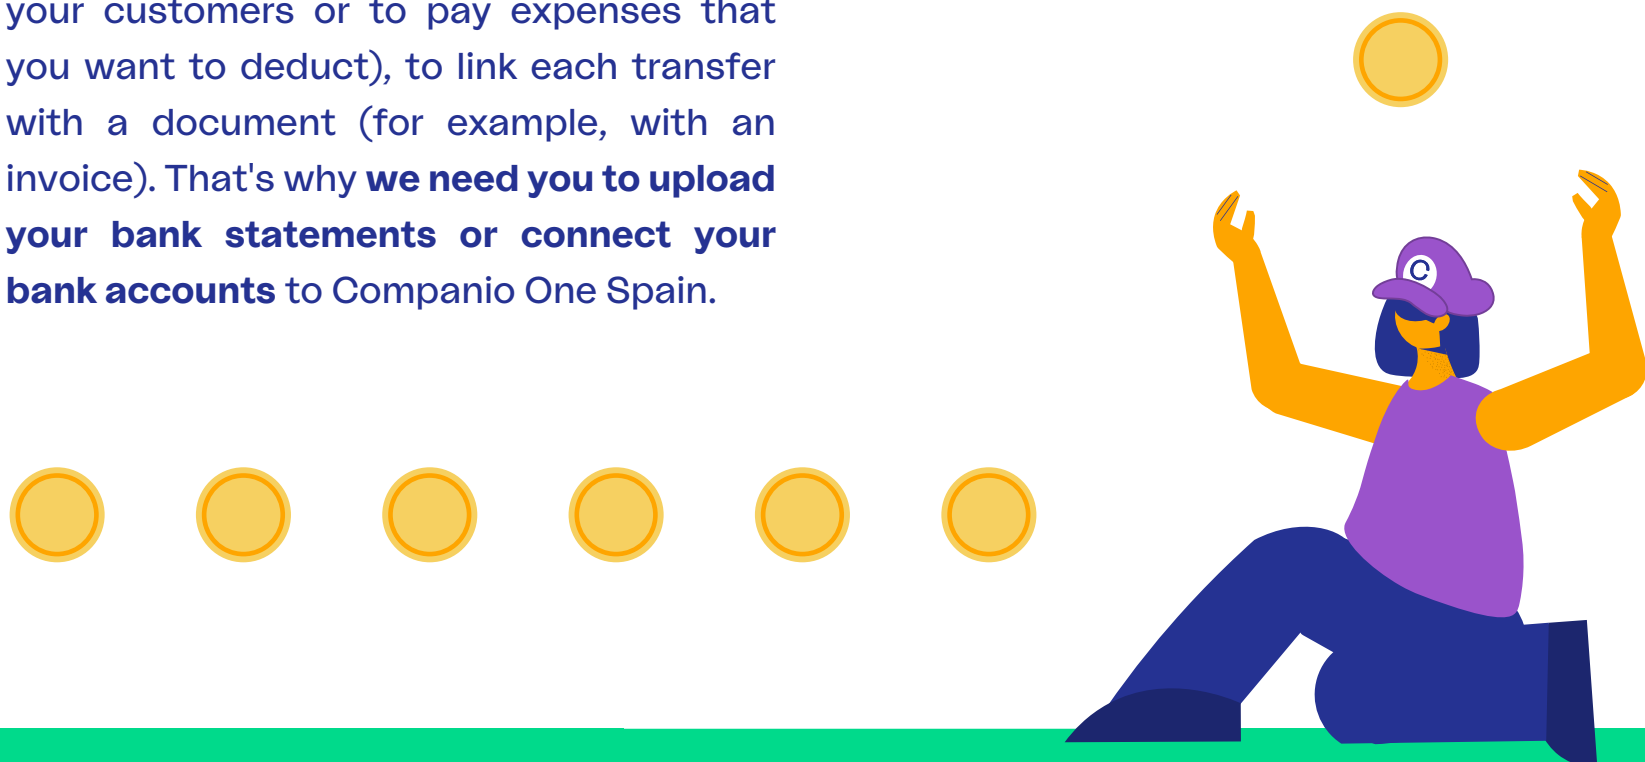 your customers or to pay expenses that
you want to deduct), to link each transfer
with a document (for example, with an
invoice). That's why we need you to upload
your bank statements or connect your
bank accounts to Companio One Spain.
C